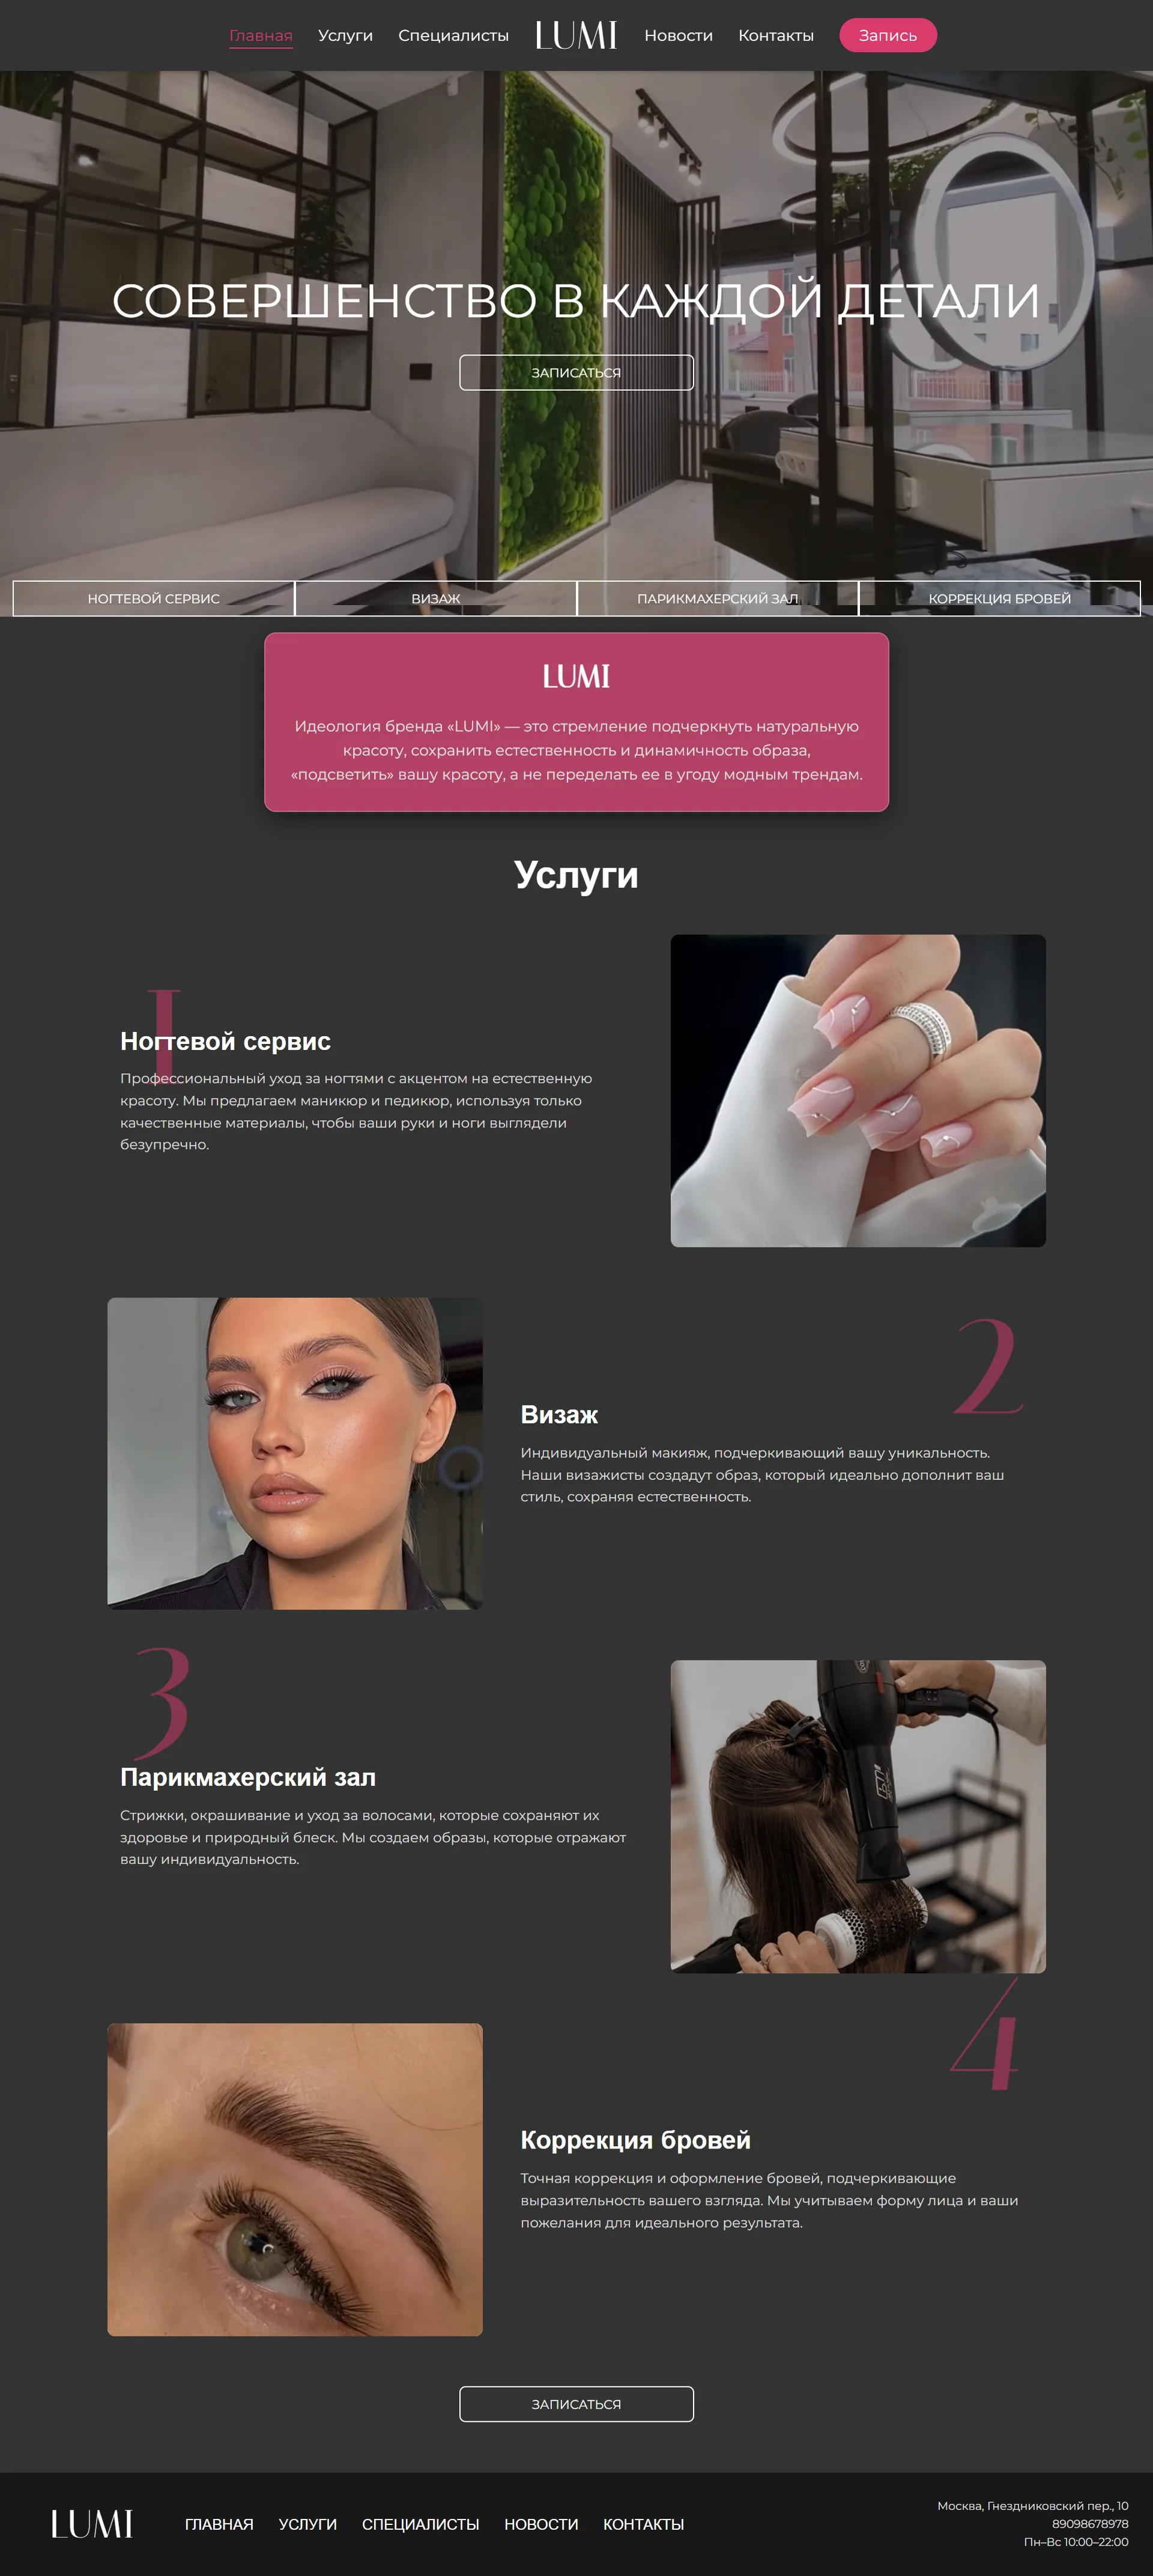 Главная Услуги Специалисты LUMI Новости Контакты Запись
СОВЕРШЕНСТВО В КАЖДОЙ ДЕТАЛИ
ЗАПИСАТЬСЯ
НОГТЕВОЙ СЕРВИС ВИЗАЖ ПАРИКМАХЕРСКИЙ ЗАЛ КОРРЕКЦИЯ БРОВЕЙ
LUMI
Идеология бренда «LUMI» — это стремление подчеркнуть натуральную
красоту, сохранить естественность и динамичность образа,
«подсветить» вашу красоту, а не переделать ее в угоду модным трендам.
Услуги
1
Ногтевой сервис
Профессиональный уход за ногтями с акцентом на естественную
красоту. Мы предлагаем маникюр и педикюр, используя только
качественные материалы, чтобы ваши руки и ноги выглядели
безупречно.
2
Визаж
Индивидуальный макияж, подчеркивающий вашу уникальность.
Наши визажисты создадут образ, который идеально дополнит ваш
стиль, сохраняя естественность.
3
Парикмахерский зал
Стрижки, окрашивание и уход за волосами, которые сохраняют их
здоровье и природный блеск. Мы создаем образы, которые отражают
вашу индивидуальность.
4
Коррекция бровей
Точная коррекция и оформление бровей, подчеркивающие
выразительность вашего взгляда. Мы учитываем форму лица и ваши
пожелания для идеального результата.
ЗАПИСАТЬСЯ
LUMI ГЛАВНАЯ УСЛУГИ СПЕЦИАЛИСТЫ НОВОСТИ КОНТАКТЫ
Москва, Гнездниковский пер., 10
89098678978
Пн–Вс 10:00–22:00